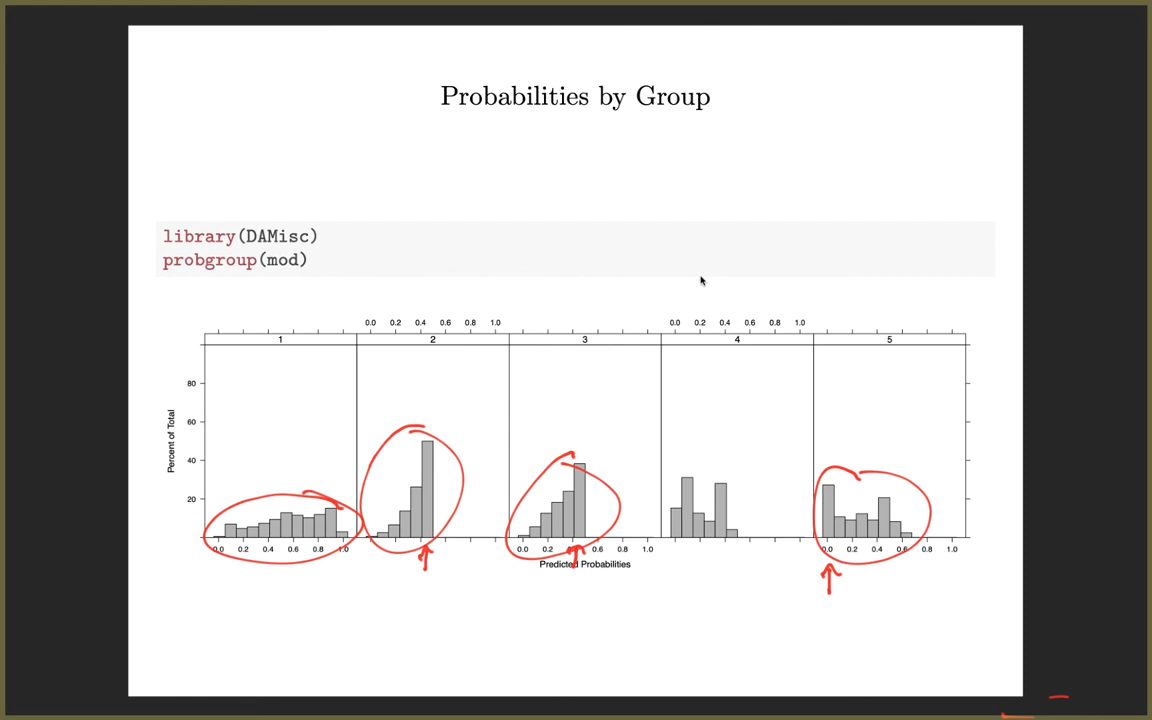 Probabilities by Group
library(DAMisc)
probgroup(mod)
0.0 0.2 0.4 0.6 0.8 1.0 0.0 0.2 0.4 0.6 0.8 1.0
1 2 3 4 5
80
60
40
20
Percent of Total
0.0 0.2 0.4 0.6 0.8 1.0 0.0 0.2 0.6 0.8 1.0 0.0 0.2 0.4 0.6 0.8 1.0
Predicted Probabilities